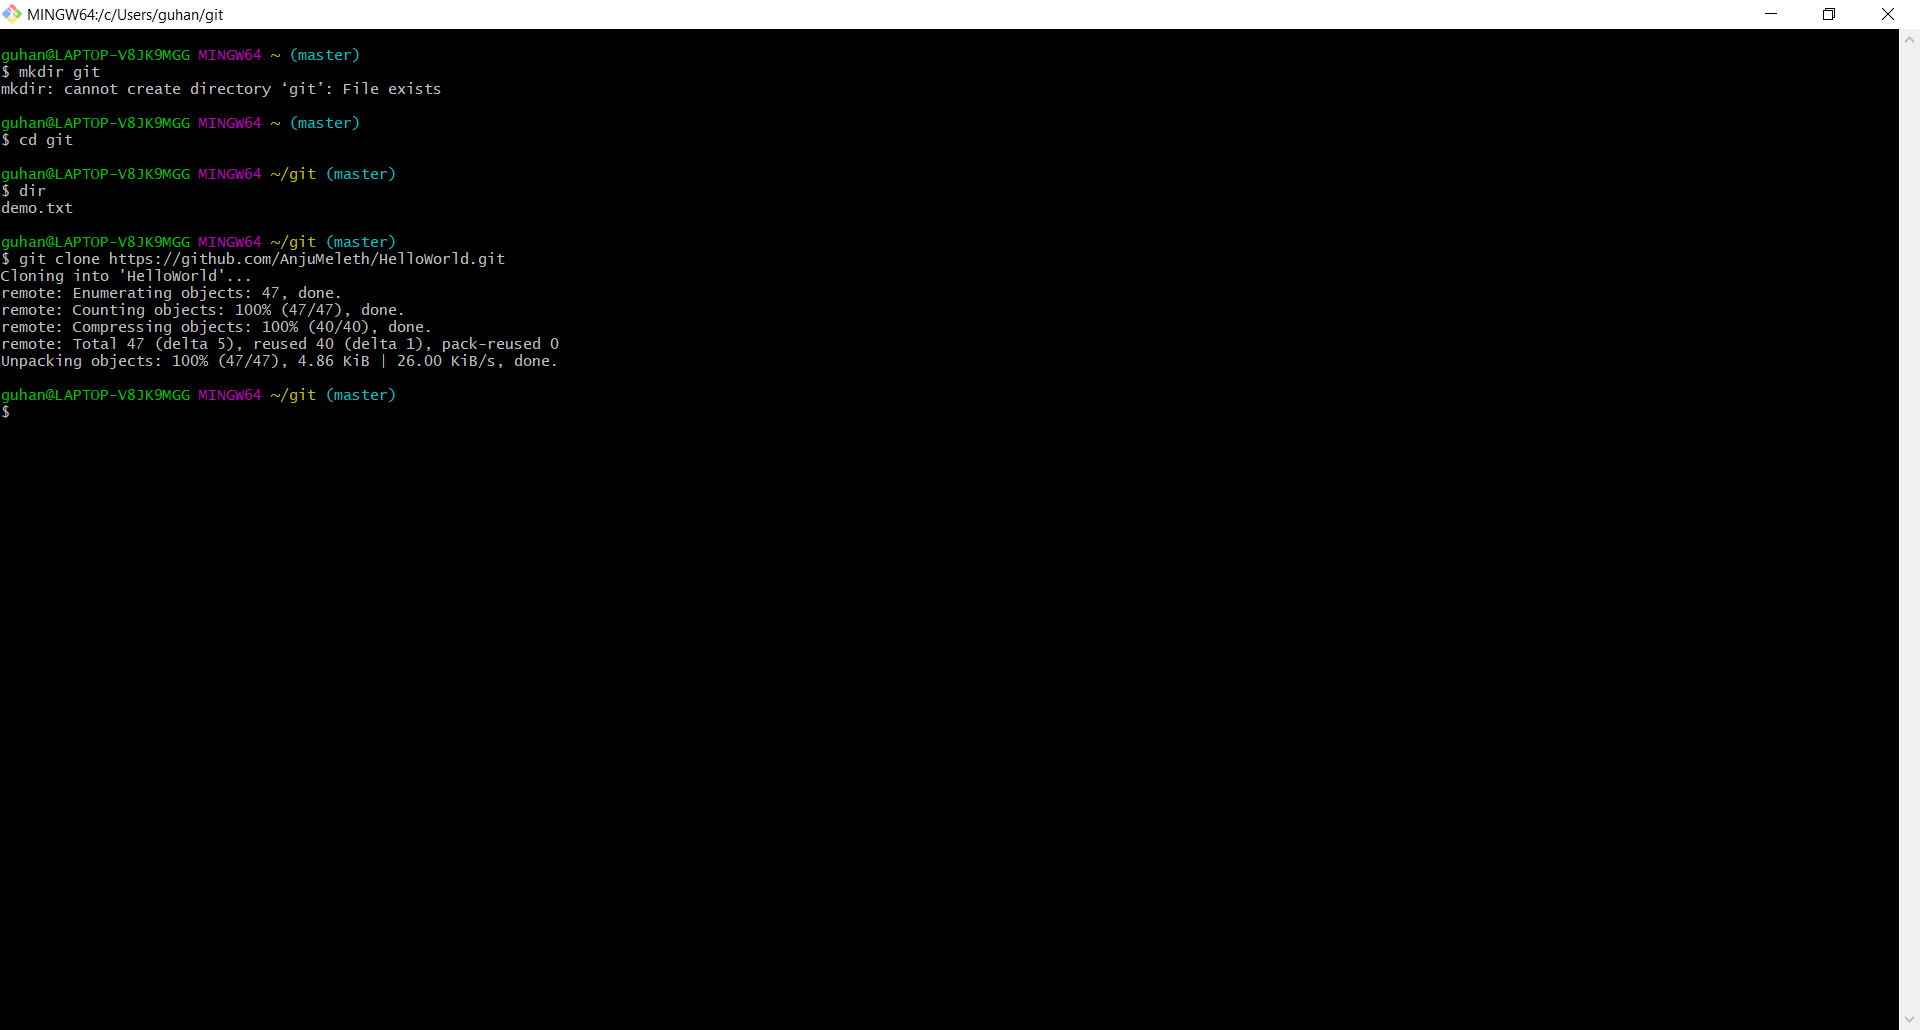 MINGW64:/c/Users/guhan/git
guhan@LAPTOP-V8JK9MGG MINGW64 ~ (master)
$ mkdir git
mkdir: cannot create directory ‘git’: File exists
guhan@LAPTOP-V8JK9MGG MINGW64 ~ (master)
$ cd git
guhan@LAPTOP-V8JK9MGG MINGW64 ~/git (master)
$ dir
demo.txt
guhan@LAPTOP-V8JK9MGG MINGW64 ~/git (master)
$ git clone https://github.com/AnjuMeleth/HelloWorld.git
Cloning into 'HelloWorld'...
remote: Enumerating objects: 47, done.
remote: Counting objects: 100% (47/47), done.
remote: Compressing objects: 100% (40/40), done.
remote: Total 47 (delta 5), reused 40 (delta 1), pack-reused 0
Unpacking objects: 100% (47/47), 4.86 KiB | 26.00 KiB/s, done.
guhan@LAPTOP-V8JK9MGG MINGW64 ~/git (master)
$